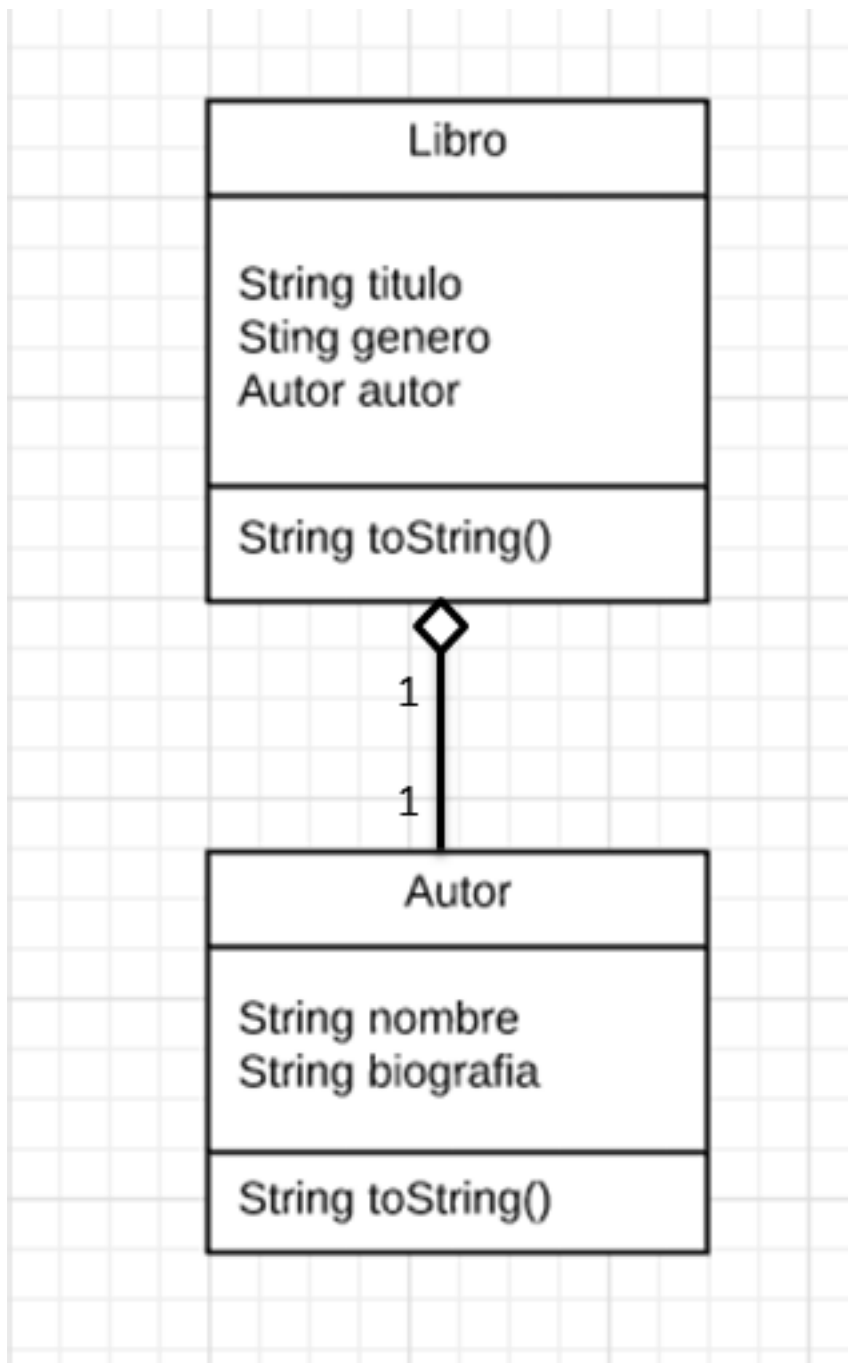 Libro
String titulo
Sting genero
Autor autor
String toString()
1
1
Autor
String nombre
String biografia
String toString()